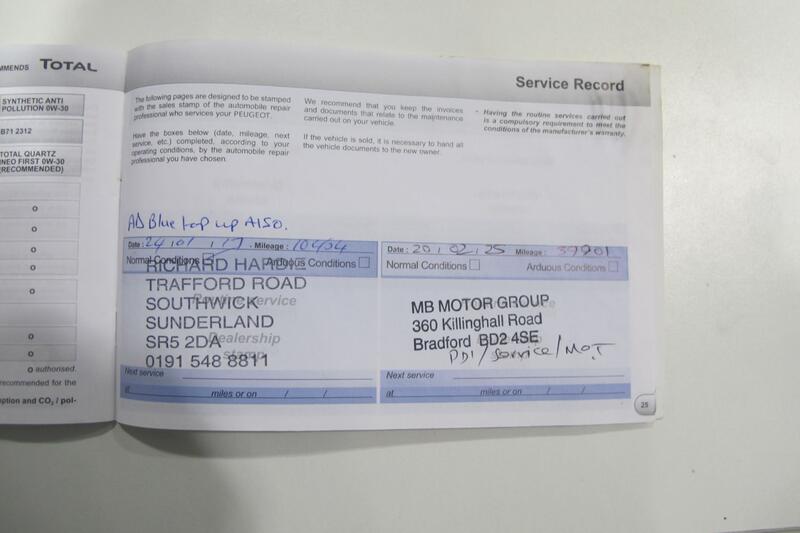 MMENDS TOTAL
SYNTHETIC ANTI
POLLUTION 0W-30
B71 2312
TOTAL QUARTZ
INEO FIRST 0W-30
(RECOMMENDED)
o
o
o
o
o
o
o
o authorised.
recommended for the
ption and CO₂ / pol-
Service Record
The following pages are designed to be stamped
with the sales stamp of the automobile repair
professional who services your PEUGEOT.
Have the boxes below (date, mileage, next
service, etc.) completed, according to your
operating conditions, by the automobile repair
professional you have chosen.
We recommend that you keep the invoices
and documents that relate to the maintenance
carried out on your vehicle.
If the vehicle is sold, it is necessary to hand all
the vehicle documents to the new owner.
* Having the routine services carried out
is a compulsory requirement to meet the
conditions of the manufacturer's warranty.
AD Blue top up Also.
Date: 24/01/17 Mileage: 10454
Normal Conditions Arduous Conditions
Routine service
Dealership
stamp
RICHARD HARDIE
TRAFFORD ROAD
SOUTHWICK
SUNDERLAND
SR5 2DA
0191 548 8811
Next service
at miles or on / /
Date: 20/02/25 Mileage: 39801
Normal Conditions Arduous Conditions
MB MOTOR GROUP
360 Killinghall Road
Bradford BD2 4SE
PDI/service/MOT
Next service
at miles or on / /
25